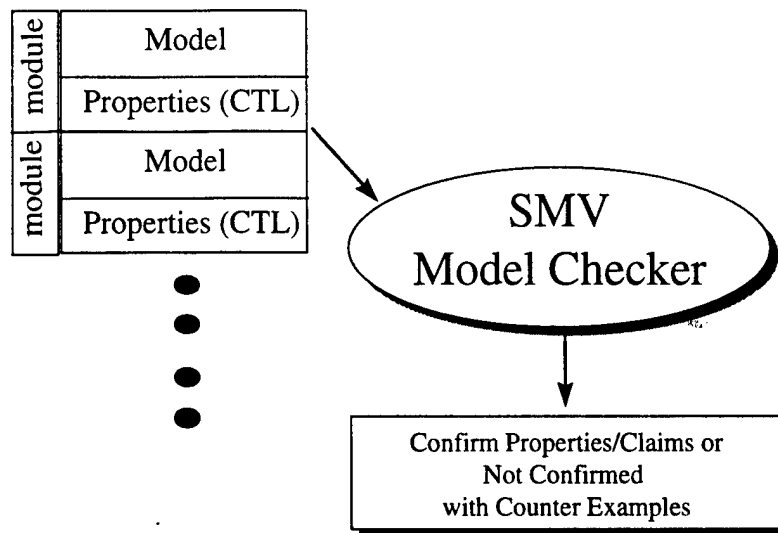 module
Model
Properties (CTL)
module
Model
Properties (CTL)
SMV
Model Checker
Confirm Properties/Claims or
Not Confirmed
with Counter Examples